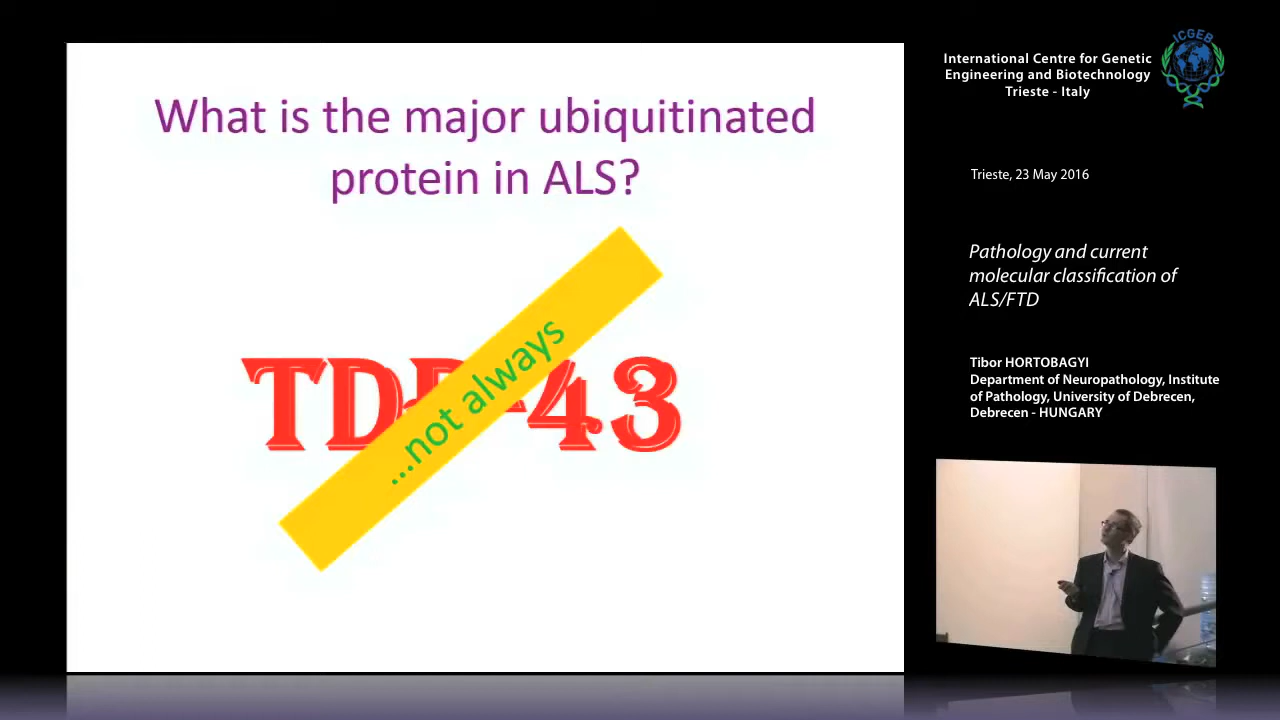 What is the major ubiquitinated
protein in ALS?
TDP-43
...not always
ICGEB
International Centre for Genetic
Engineering and Biotechnology
Trieste - Italy
Trieste, 23 May 2016
Pathology and current
molecular classification of
ALS/FTD
Tibor HORTOBAGYI
Department of Neuropathology, Institute
of Pathology, University of Debrecen,
Debrecen - HUNGARY